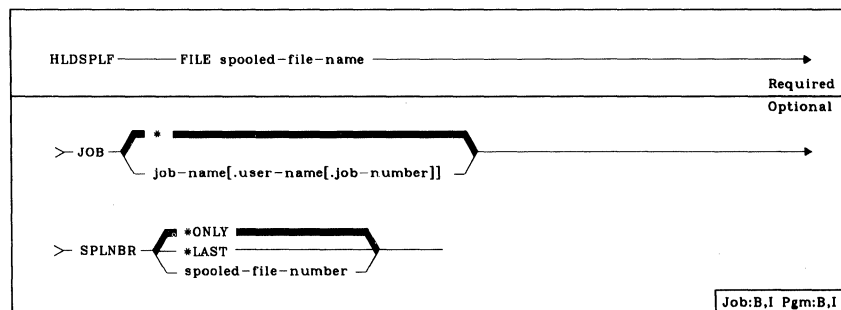 HLDSPLF FILE spooled-file-name
Required
Optional
*
JOB
job-name[.user-name[.job-number]]
*ONLY
SPLNBR *LAST
spooled-file-number
Job:B,I Pgm:B,I